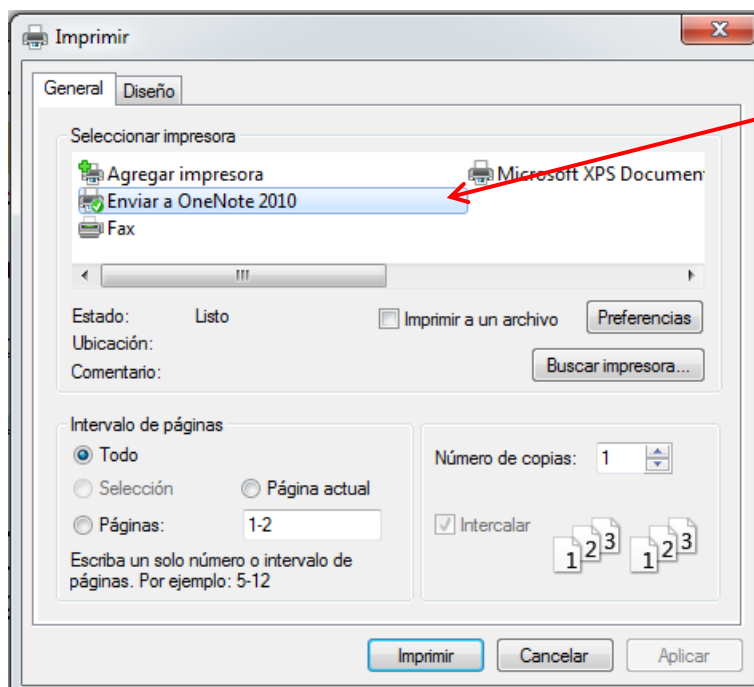 Imprimir
General Diseño
Seleccionar impresora
Agregar impresora Microsoft XPS Documen
Enviar a OneNote 2010
Fax
Estado: Listo Imprimir a un archivo Preferencias
Ubicación:
Comentario: Buscar impresora...
Intervalo de páginas
Todo Número de copias: 1
Selección Página actual
Páginas: 1-2 Intercalar
Escriba un solo número o intervalo de
páginas. Por ejemplo: 5-12
1 2 3 1 2 3
Imprimir Cancelar Aplicar